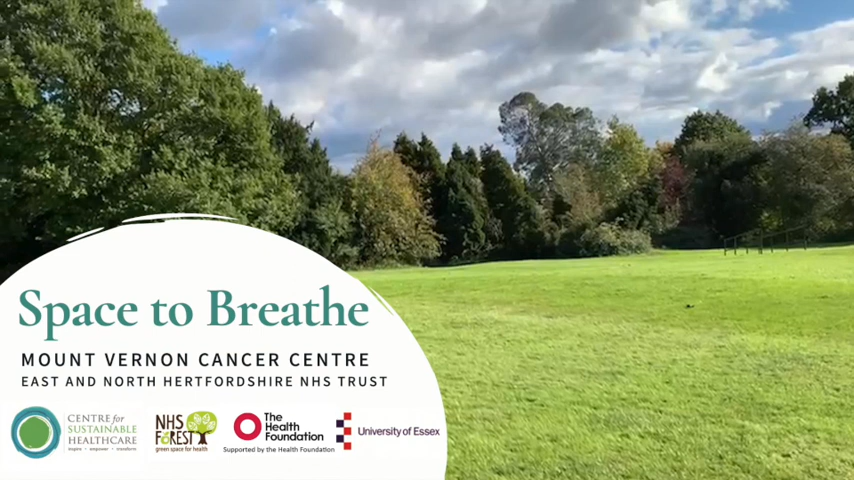 Space to Breathe
MOUNT VERNON CANCER CENTRE
EAST AND NORTH HERTFORDSHIRE NHS TRUST
CENTRE for
SUSTAINABLE
HEALTHCARE
inspire • empower • transform
NHS
FOREST
green space for health
The
Health
Foundation
Supported by the Health Foundation
University of Essex